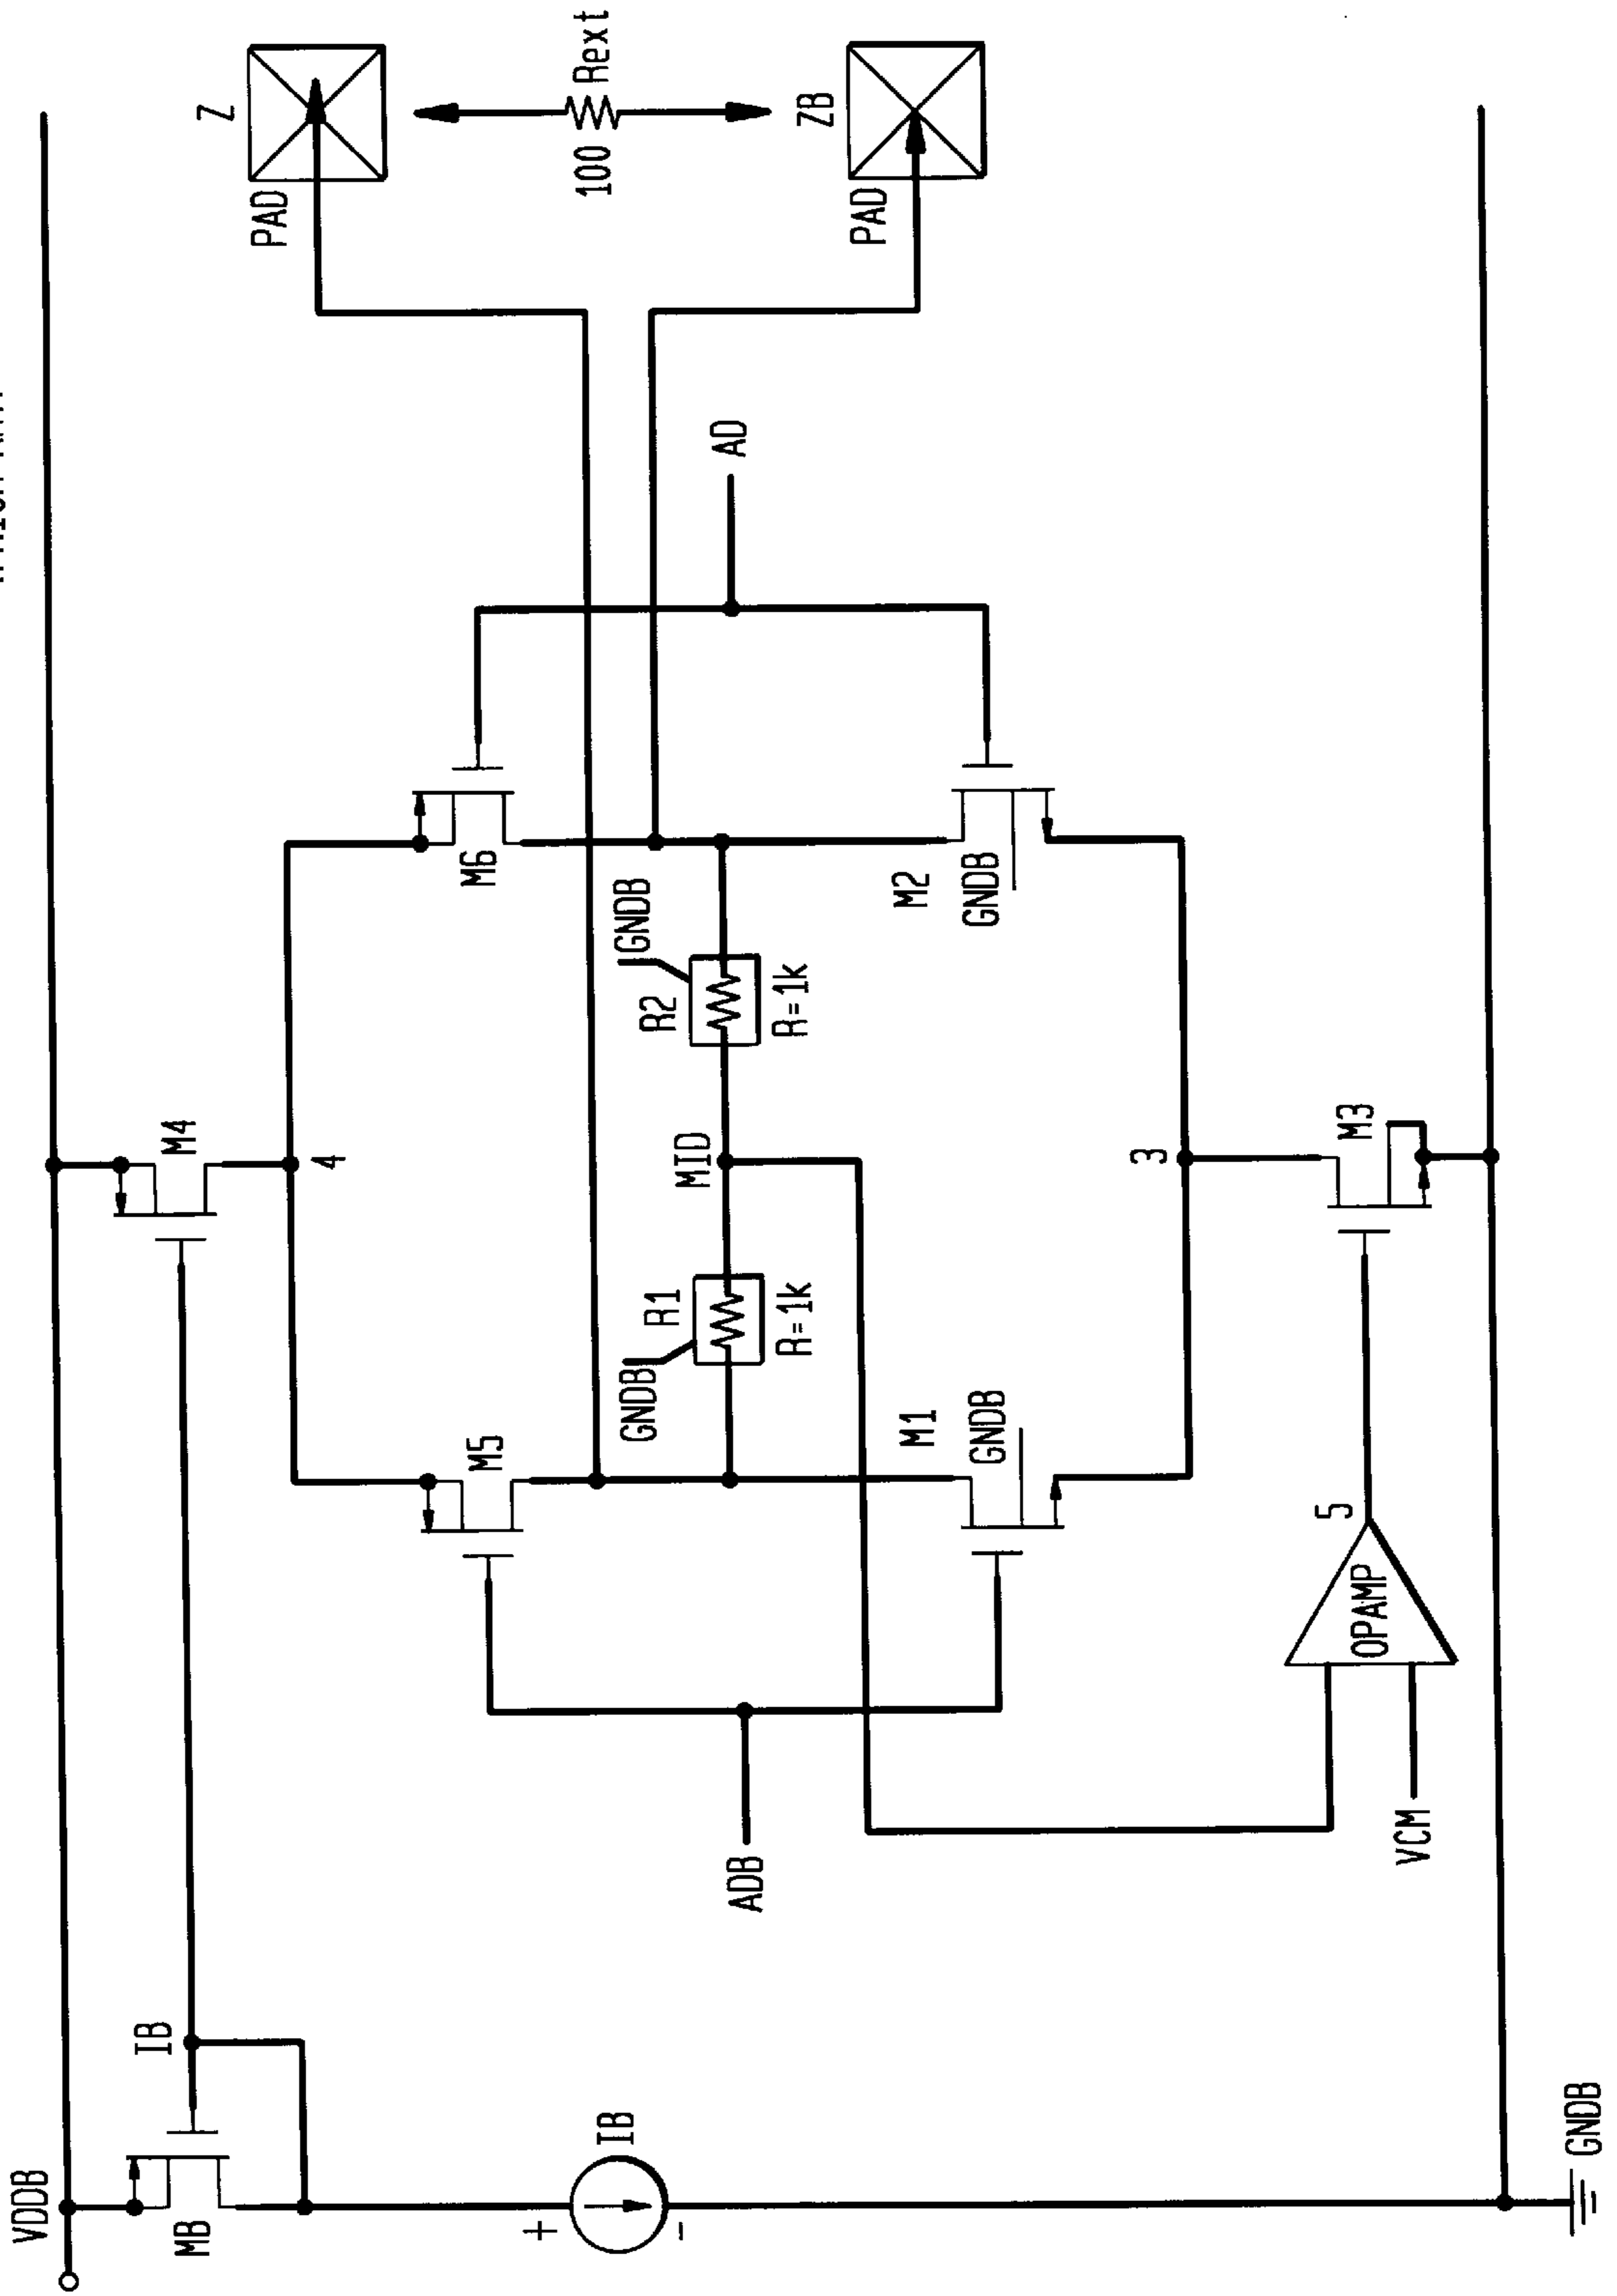 VDDB
MB
IB
IB
+
-
GNDB
M4
4
M5
M6
ADB
AD
GNDB
R1
R=1k
MID
GNDB
R2
R=1k
M1
GNDB
M2
GNDB
3
M3
OPAMP
5
VCM
PAD
Z
100 Rext
PAD
ZB